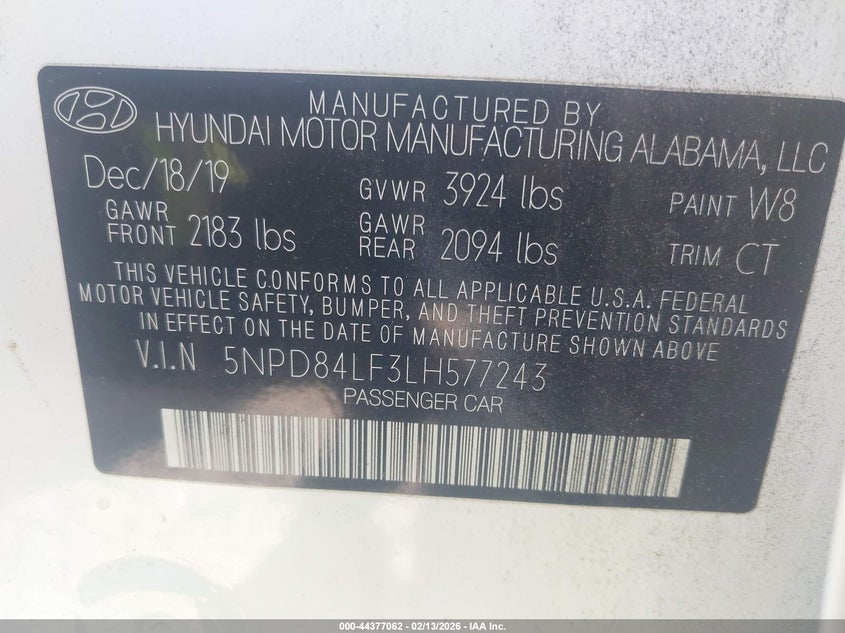 MANUFACTURED BY
HYUNDAI MOTOR MANUFACTURING ALABAMA, LLC
Dec/18/19 GVWR 3924 lbs PAINT W8
GAWR FRONT 2183 lbs GAWR REAR 2094 lbs TRIM CT
THIS VEHICLE CONFORMS TO ALL APPLICABLE U.S.A. FEDERAL
MOTOR VEHICLE SAFETY, BUMPER, AND THEFT PREVENTION STANDARDS
IN EFFECT ON THE DATE OF MANUFACTURE SHOWN ABOVE
V.I.N 5NPD84LF3LH577243
PASSENGER CAR
000-44377062 - 02/13/2026 - IAA Inc.